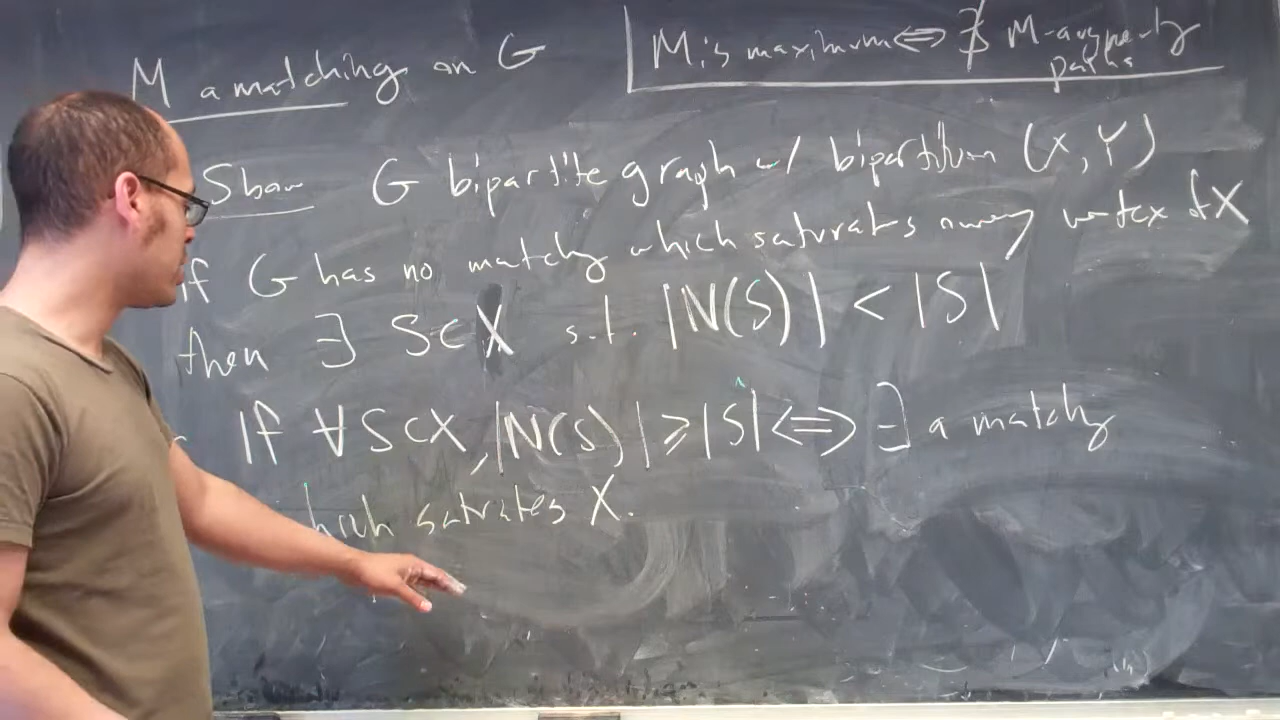 M a matching on G
M is maximum ⇔ ∄ M-augmenting
paths
Show G bipartite graph w/ bipartition (X, Y)
If G has no matching which saturates every vertex of X
then ∃ S⊂X s.t. |N(S)| < |S|
If ∀ S⊂X, |N(S)| ≥ |S| ⇔ ∃ a matching
which saturates X.